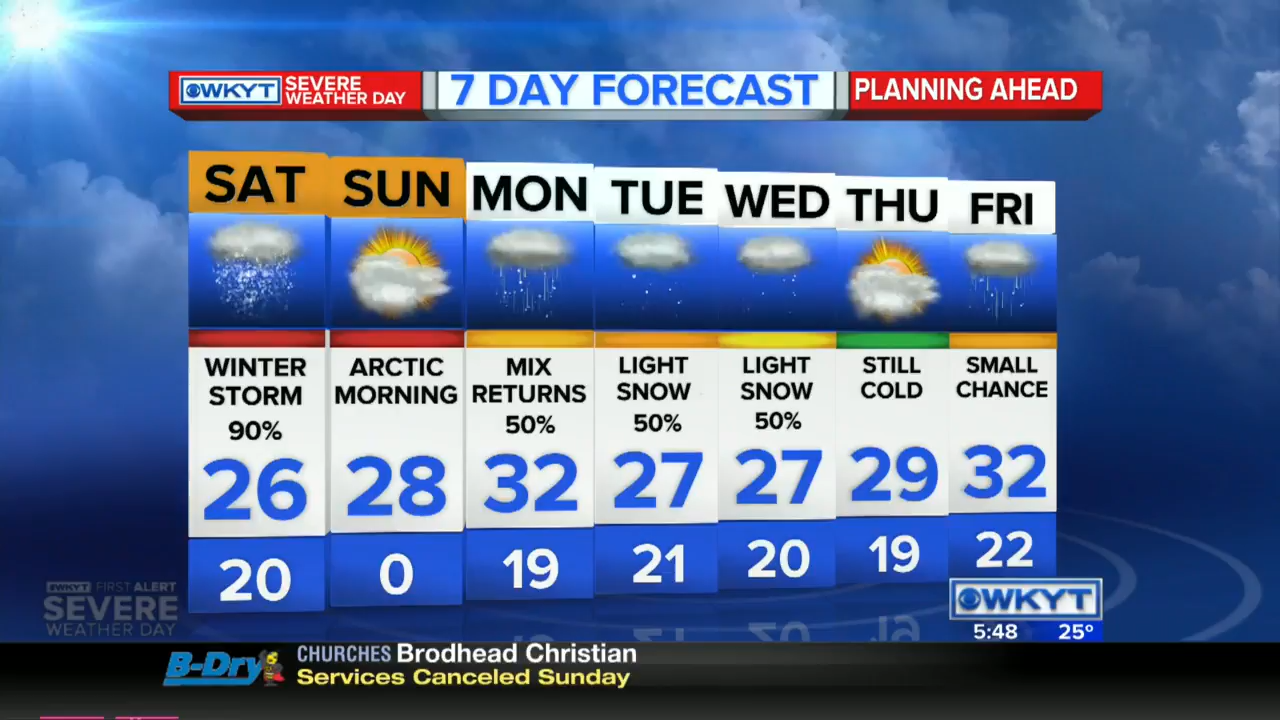 WKYT SEVERE WEATHER DAY 7 DAY FORECAST PLANNING AHEAD
SAT SUN MON TUE WED THU FRI
WINTER STORM 90% 26 20
ARCTIC MORNING 28 0
MIX RETURNS 50% 32 19
LIGHT SNOW 50% 27 21
LIGHT SNOW 50% 27 20
STILL COLD 29 19
SMALL CHANCE 32 22
WKYT FIRST ALERT
SEVERE
WEATHER DAY
WKYT
5:48 25°
B-Dry CHURCHES Brodhead Christian
Services Canceled Sunday